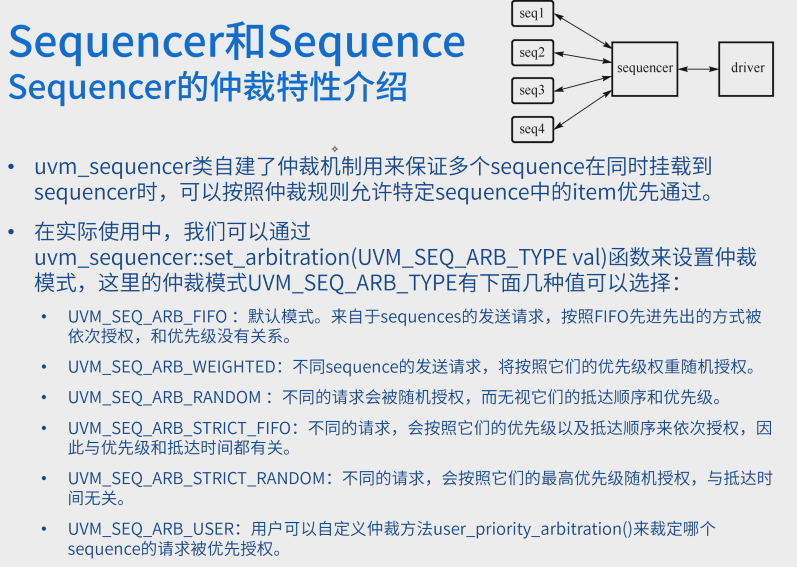 Sequencer和Sequence
Sequencer的仲裁特性介绍
seq1
seq2
seq3
seq4
sequencer
driver
• uvm_sequencer类自建了仲裁机制用来保证多个sequence在同时挂载到
sequencer时，可以按照仲裁规则允许特定sequence中的item优先通过。
• 在实际使用中，我们可以通过
uvm_sequencer::set_arbitration(UVM_SEQ_ARB_TYPE val)函数来设置仲裁
模式，这里的仲裁模式UVM_SEQ_ARB_TYPE有下面几种值可以选择：
• UVM_SEQ_ARB_FIFO ：默认模式。来自于sequences的发送请求，按照FIFO先进先出的方式被
依次授权，和优先级没有关系。
• UVM_SEQ_ARB_WEIGHTED：不同sequence的发送请求，将按照它们的优先级权重随机授权。
• UVM_SEQ_ARB_RANDOM ：不同的请求会被随机授权，而无视它们的抵达顺序和优先级。
• UVM_SEQ_ARB_STRICT_FIFO：不同的请求，会按照它们的优先级以及抵达顺序来依次授权，因
此与优先级和抵达时间都有关。
• UVM_SEQ_ARB_STRICT_RANDOM：不同的请求，会按照它们的最高优先级随机授权，与抵达时
间无关。
• UVM_SEQ_ARB_USER：用户可以自定义仲裁方法user_priority_arbitration()来裁定哪个
sequence的请求被优先授权。